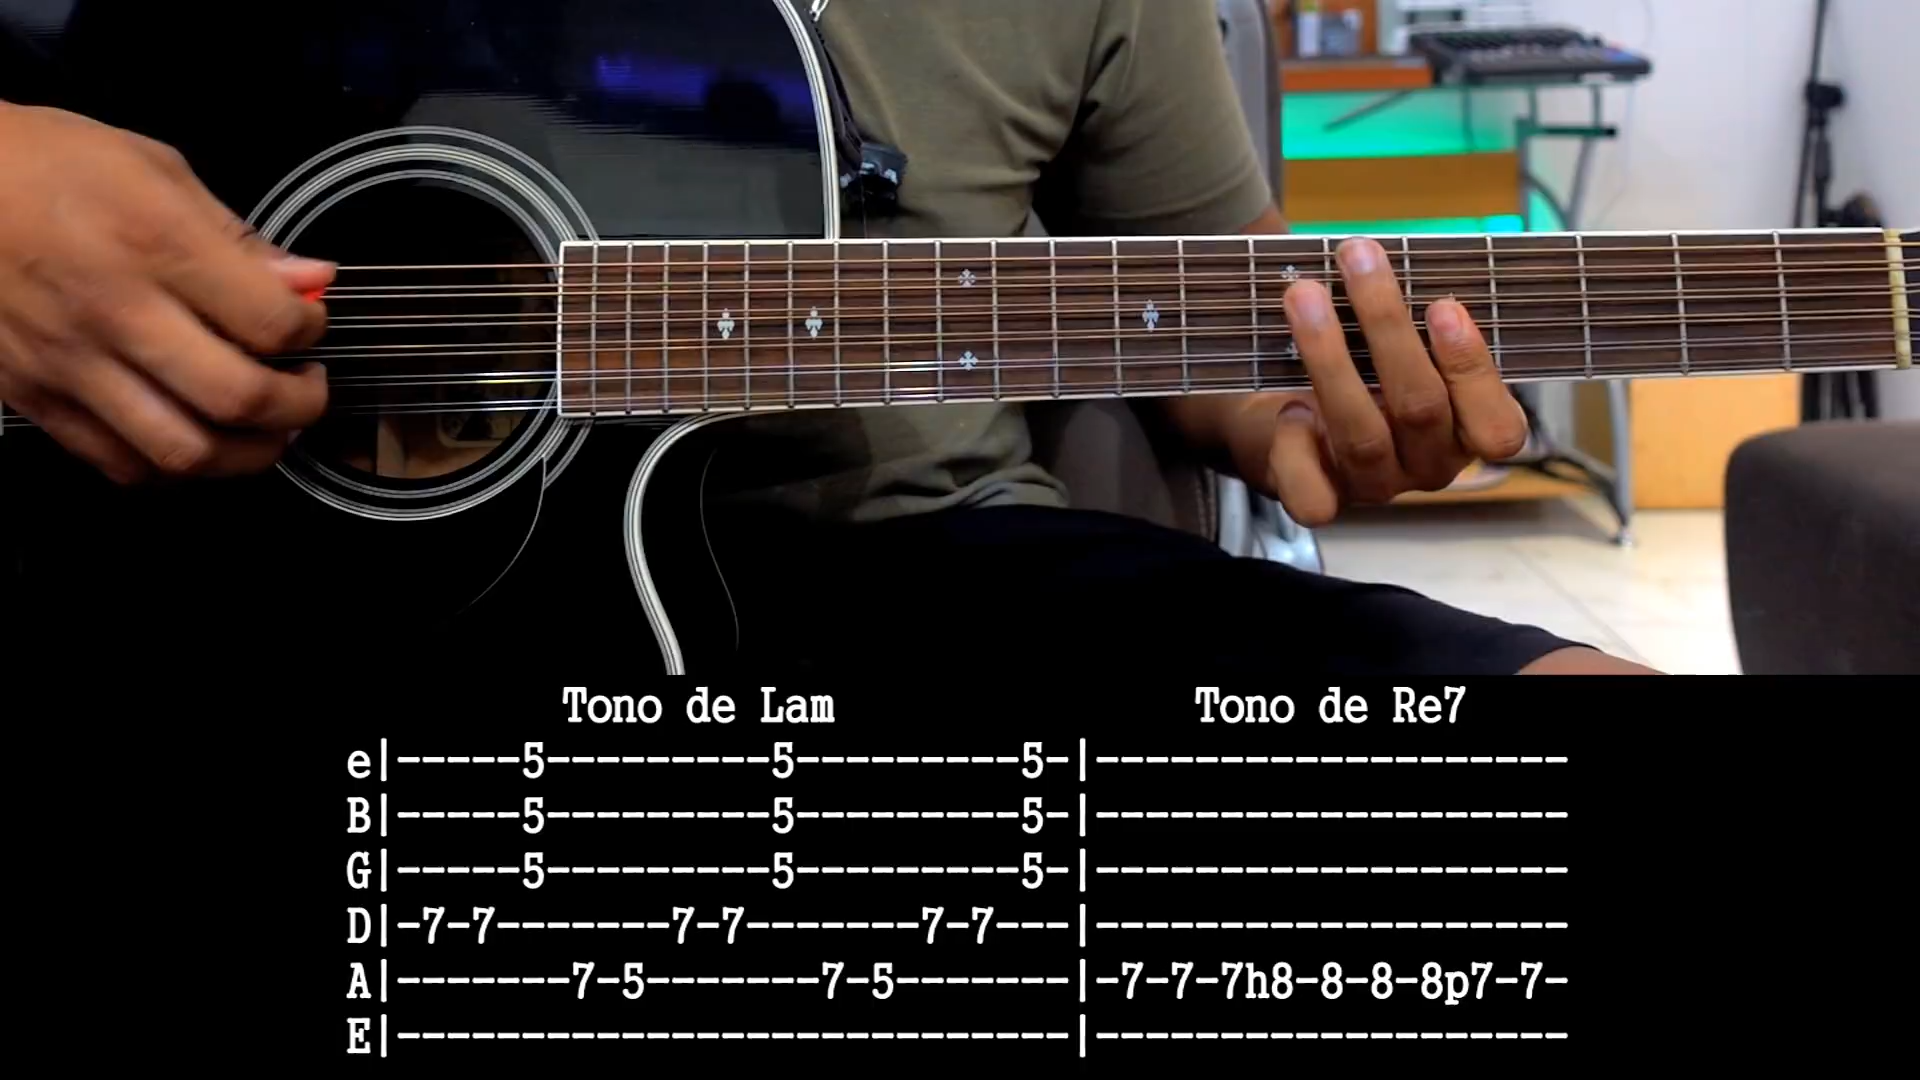 Tono de Lam Tono de Re7
e|-----5---------5---------5-|-------------------
B|-----5---------5---------5-|-------------------
G|-----5---------5---------5-|-------------------
D|-7-7-------7-7-------7-7---|-------------------
A|-------7-5-------7-5-------|-7-7-7h8-8-8-8p7-7-
E|---------------------------|-------------------